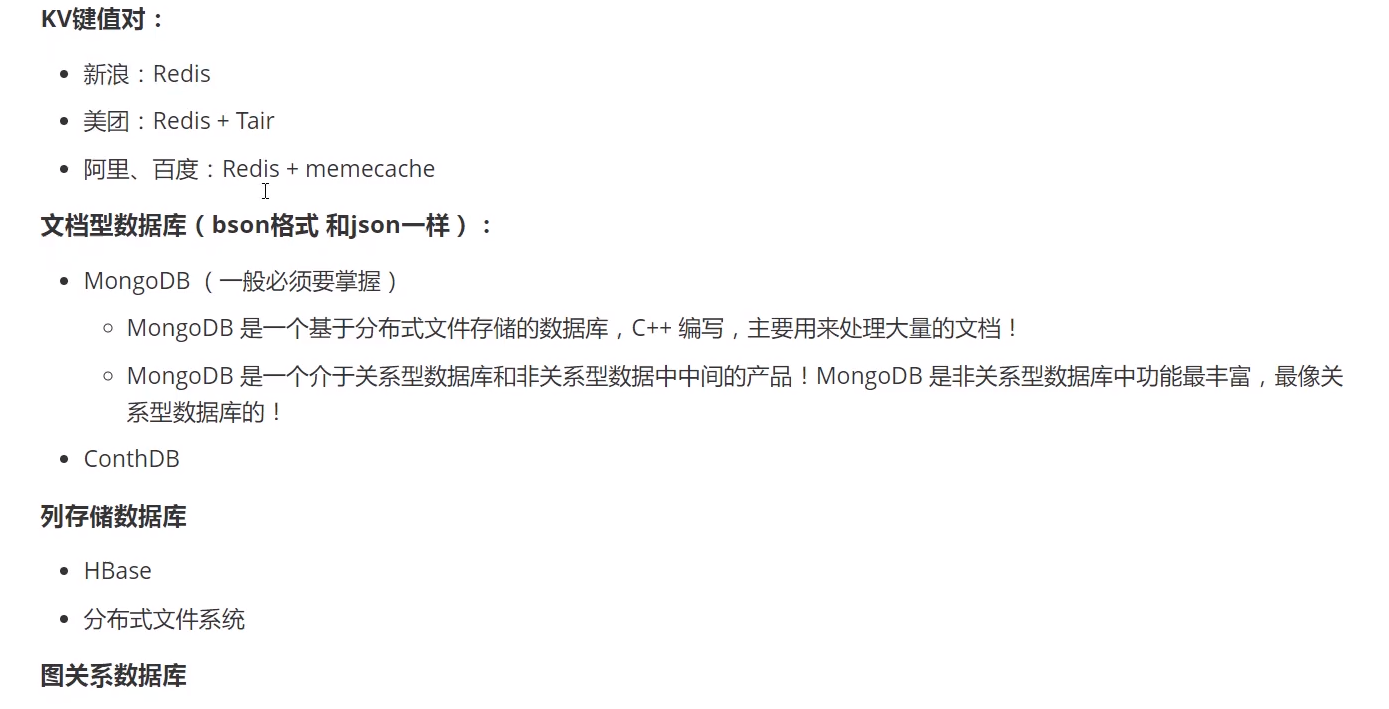 KV键值对：
新浪：Redis
美团：Redis + Tair
阿里、百度：Redis + memecache
文档型数据库（bson格式 和json一样）：
MongoDB （一般必须要掌握）
MongoDB 是一个基于分布式文件存储的数据库，C++ 编写，主要用来处理大量的文档！
MongoDB 是一个介于关系型数据库和非关系型数据中中间的产品！MongoDB 是非关系型数据库中功能最丰富，最像关
系型数据库的！
ConthDB
列存储数据库
HBase
分布式文件系统
图关系数据库